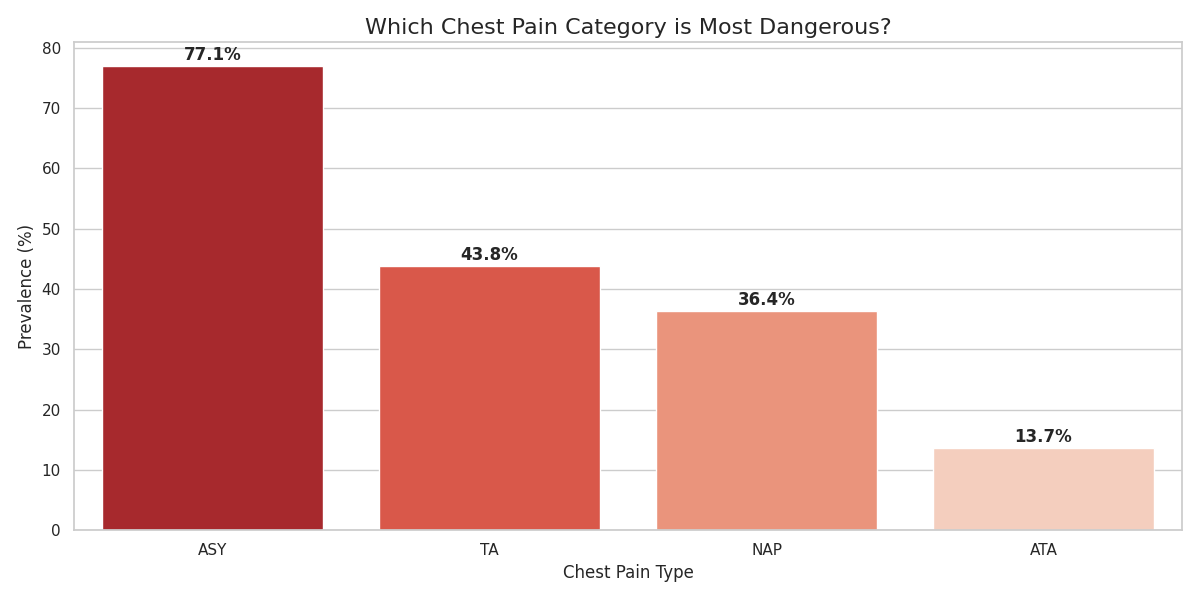 Which Chest Pain Category is Most Dangerous?
Prevalence (%)
80
70
60
50
40
30
20
10
0
77.1%
43.8%
36.4%
13.7%
ASY
TA
NAP
ATA
Chest Pain Type